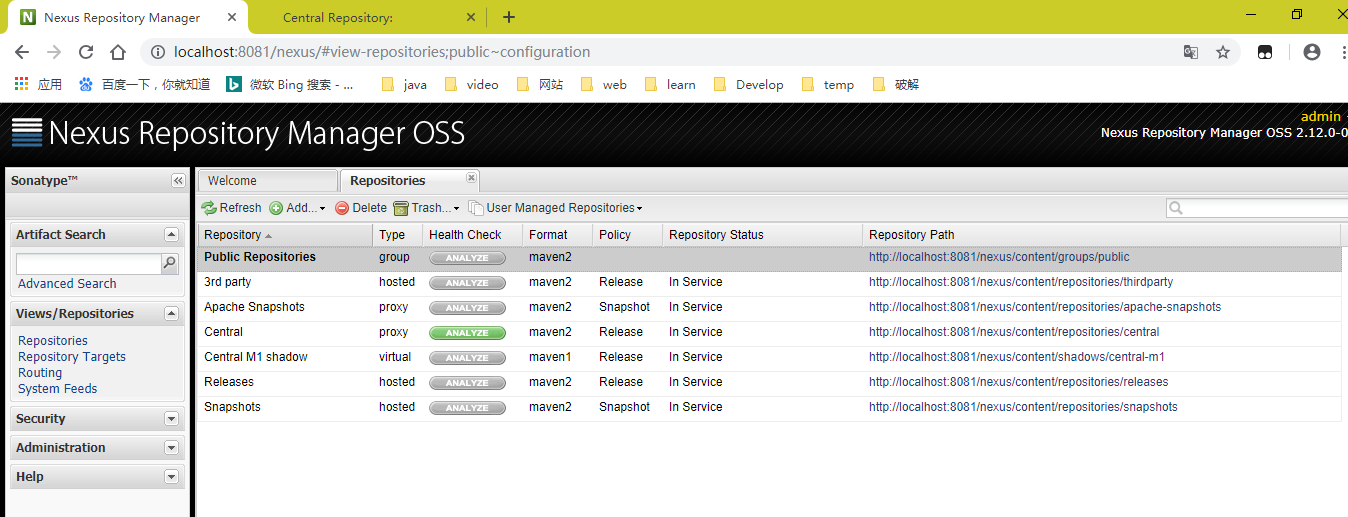 Nexus Repository Manager
Central Repository:
localhost:8081/nexus/#view-repositories;public~configuration
应用 百度一下,你就知道 微软 Bing 搜索 - ... java video 网站 web learn Develop temp 破解
Nexus Repository Manager OSS
admin
Nexus Repository Manager OSS 2.12.0-0
Sonatype™
Welcome Repositories
Refresh Add... Delete Trash... User Managed Repositories
Artifact Search
Advanced Search
Views/Repositories
Repositories
Repository Targets
Routing
System Feeds
Security
Administration
Help
Repository Type Health Check Format Policy Repository Status Repository Path
Public Repositories group ANALYZE maven2 http://localhost:8081/nexus/content/groups/public
3rd party hosted ANALYZE maven2 Release In Service http://localhost:8081/nexus/content/repositories/thirdparty
Apache Snapshots proxy ANALYZE maven2 Snapshot In Service http://localhost:8081/nexus/content/repositories/apache-snapshots
Central proxy ANALYZE maven2 Release In Service http://localhost:8081/nexus/content/repositories/central
Central M1 shadow virtual ANALYZE maven1 Release In Service http://localhost:8081/nexus/content/shadows/central-m1
Releases hosted ANALYZE maven2 Release In Service http://localhost:8081/nexus/content/repositories/releases
Snapshots hosted ANALYZE maven2 Snapshot In Service http://localhost:8081/nexus/content/repositories/snapshots